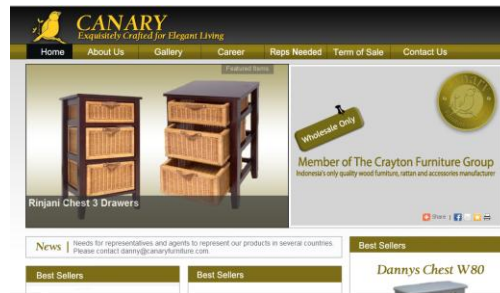 CANARY
Exquisitely Crafted for Elegant Living
Home About Us Gallery Career Reps Needed Term of Sale Contact Us
Featured Items
Rinjani Chest 3 Drawers
Wholesale Only
Member of The Crayton Furniture Group
Indonesia's only quality wood furniture, rattan and accessories manufacturer
Share
News | Needs for representatives and agents to represent our products in several countries.
Please contact danny@canaryfurniture.com.
Best Sellers
Dannys Chest W80
Best Sellers
Best Sellers